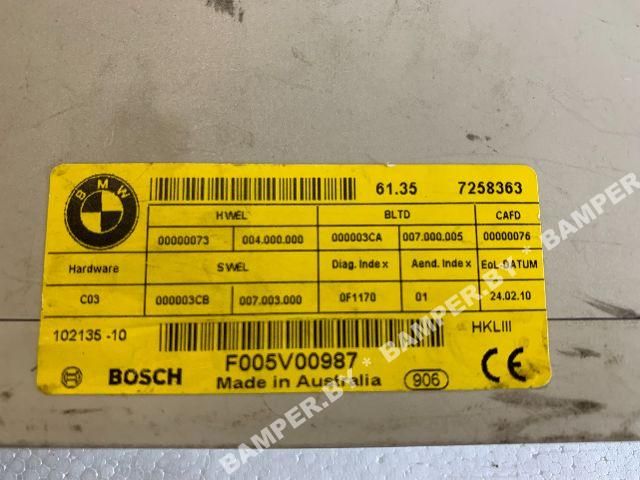 BMW 61.35 7258363
HWEL BLTD CAFD
00000073 004.000.000 000003CA 007.000.005 00000076
Hardware SWEL Diag. Index Aend. Index EoL-DATUM
C03 000003CB 007.003.000 0F1170 01 24.02.10
102135 -10 HKLIII
F005V00987
BOSCH Made in Australia 906 CE
BAMPER.BY * BAMPER.BY * BAMPER.BY